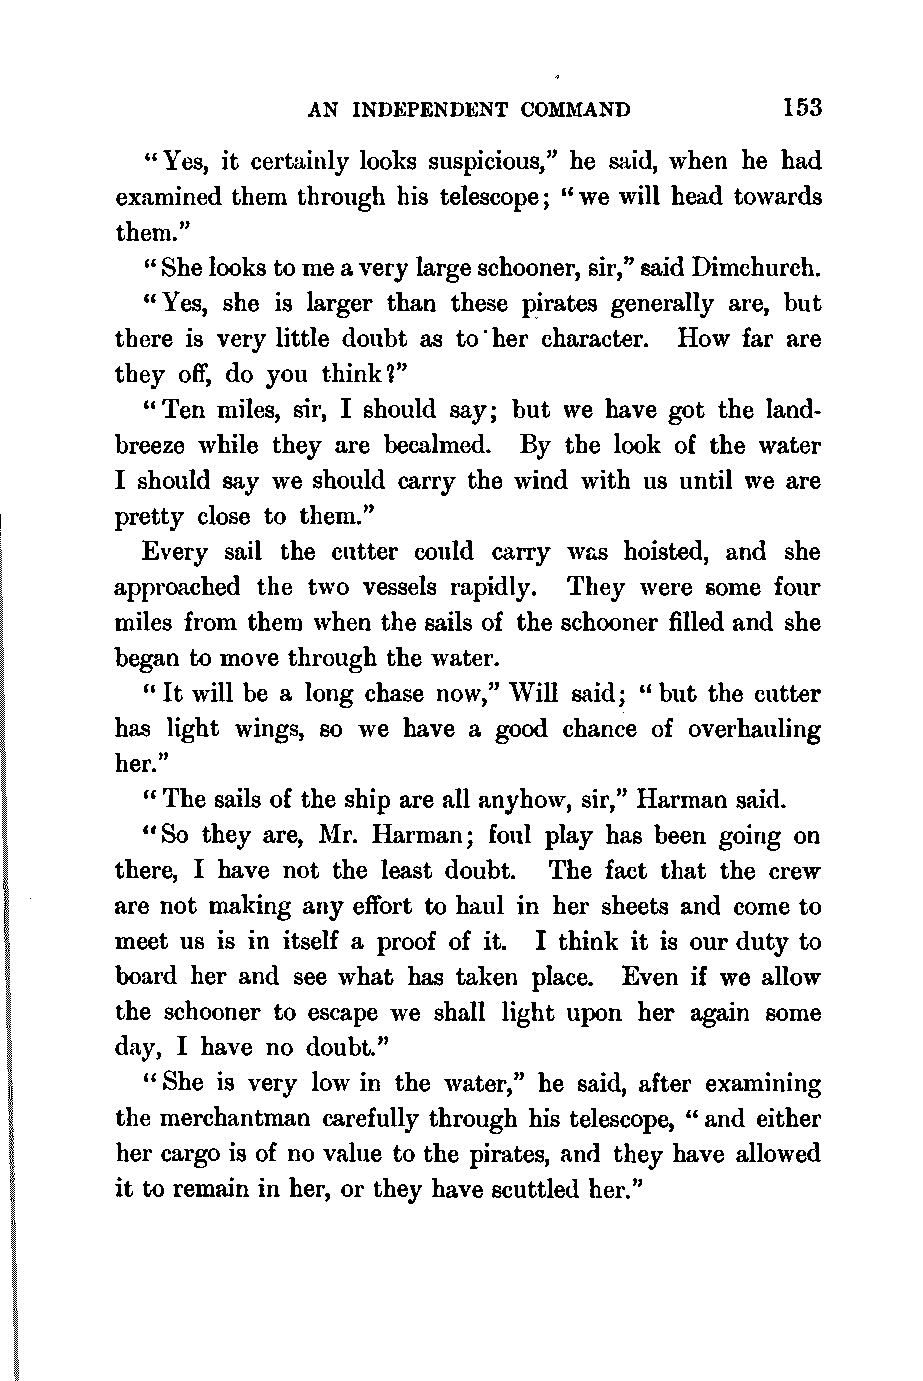 AN INDEPENDENT COMMAND 153
"Yes, it certainly looks suspicious," he said, when he had
examined them through his telescope; "we will head towards
them."
"She looks to me a very large schooner, sir," said Dimchurch.
"Yes, she is larger than these pirates generally are, but
there is very little doubt as to her character. How far are
they off, do you think?"
"Ten miles, sir, I should say; but we have got the land-
breeze while they are becalmed. By the look of the water
I should say we should carry the wind with us until we are
pretty close to them."
Every sail the cutter could carry was hoisted, and she
approached the two vessels rapidly. They were some four
miles from them when the sails of the schooner filled and she
began to move through the water.
"It will be a long chase now," Will said; "but the cutter
has light wings, so we have a good chance of overhauling
her."
"The sails of the ship are all anyhow, sir," Harman said.
"So they are, Mr. Harman; foul play has been going on
there, I have not the least doubt. The fact that the crew
are not making any effort to haul in her sheets and come to
meet us is in itself a proof of it. I think it is our duty to
board her and see what has taken place. Even if we allow
the schooner to escape we shall light upon her again some
day, I have no doubt."
"She is very low in the water," he said, after examining
the merchantman carefully through his telescope, "and either
her cargo is of no value to the pirates, and they have allowed
it to remain in her, or they have scuttled her."